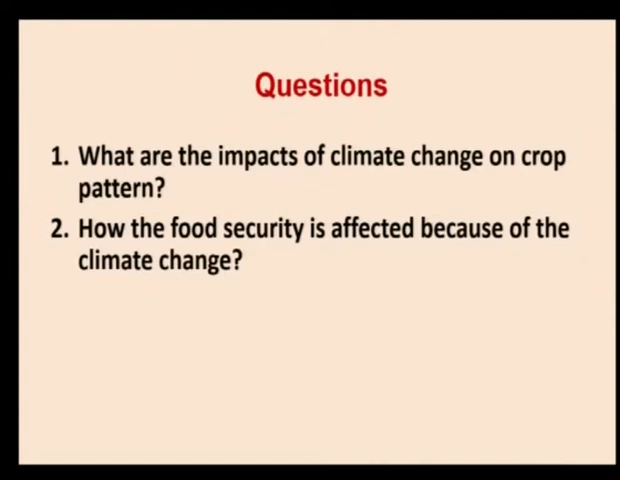 Questions
1. What are the impacts of climate change on crop
pattern?
2. How the food security is affected because of the
climate change?